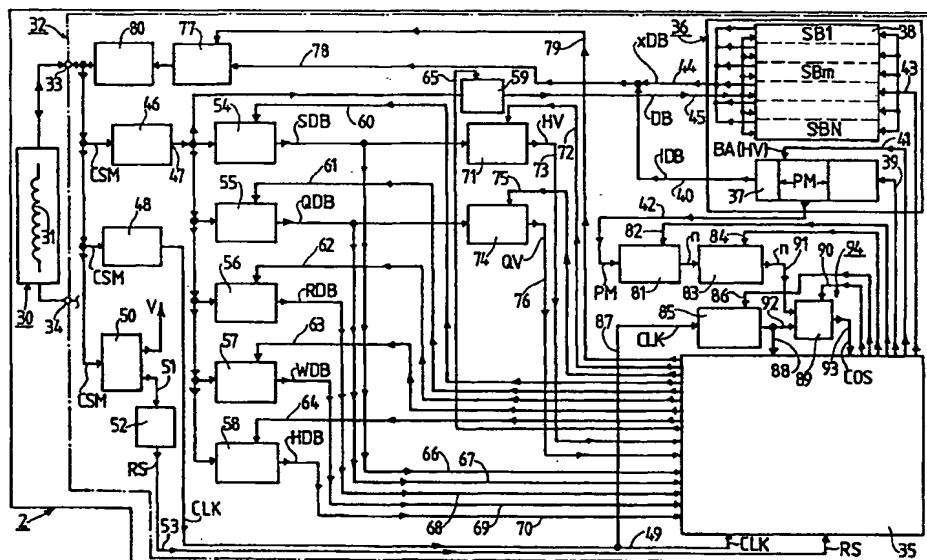 32
33
80
77
78
79
36
SB1
38
SBm
SBN
43
xDB
44
DB
45
65
59
46
47
54
SDB
60
71
HV
72
73
BA(HV)
41
39
IDB
40
37
PM
42
CSM
31
48
55
61
QDB
75
74
QV
76
82
84
91
PM
81
n
83
n
90
94
30
34
CSM
56
62
RDB
86
85
92
CLK
87
88
89
93
COS
50
V
51
57
63
WDB
CSM
52
58
64
HDB
RS
CLK
66
67
68
69
70
2
53
49
CLK
RS
35